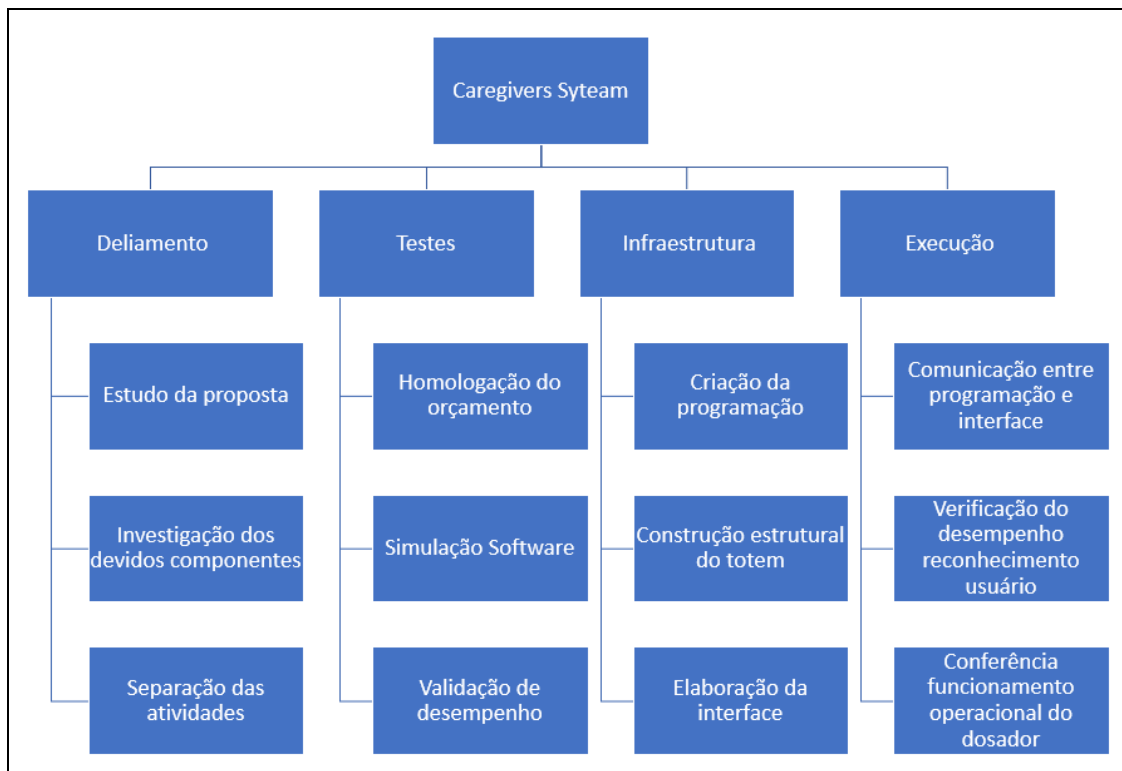 Caregivers Syteam
Deliamento
Testes
Infraestrutura
Execução
Estudo da proposta
Investigação dos
devidos componentes
Separação das
atividades
Homologação do
orçamento
Simulação Software
Validação de
desempenho
Criação da
programação
Construção estrutural
do totem
Elaboração da
interface
Comunicação entre
programação e
interface
Verificação do
desempenho
reconhecimento
usuário
Conferência
funcionamento
operacional do
dosador